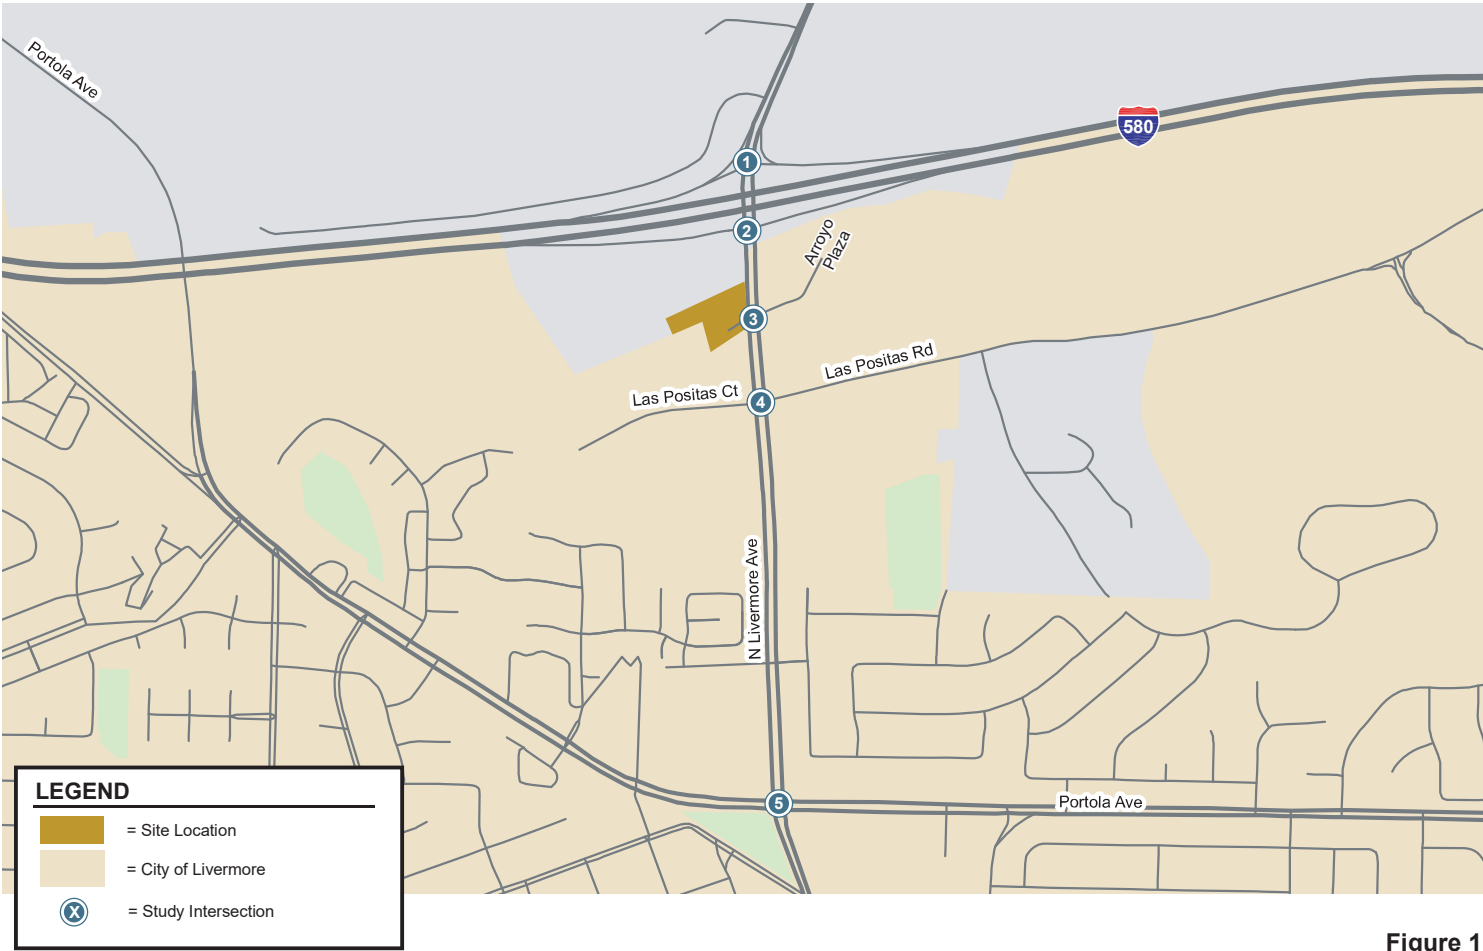 Portola Ave
580
1
2
Arroyo
Plaza
3
Las Positas Rd
Las Positas Ct
4
N Livermore Ave
5
Portola Ave
LEGEND
= Site Location
= City of Livermore
X
= Study Intersection
Figure 1